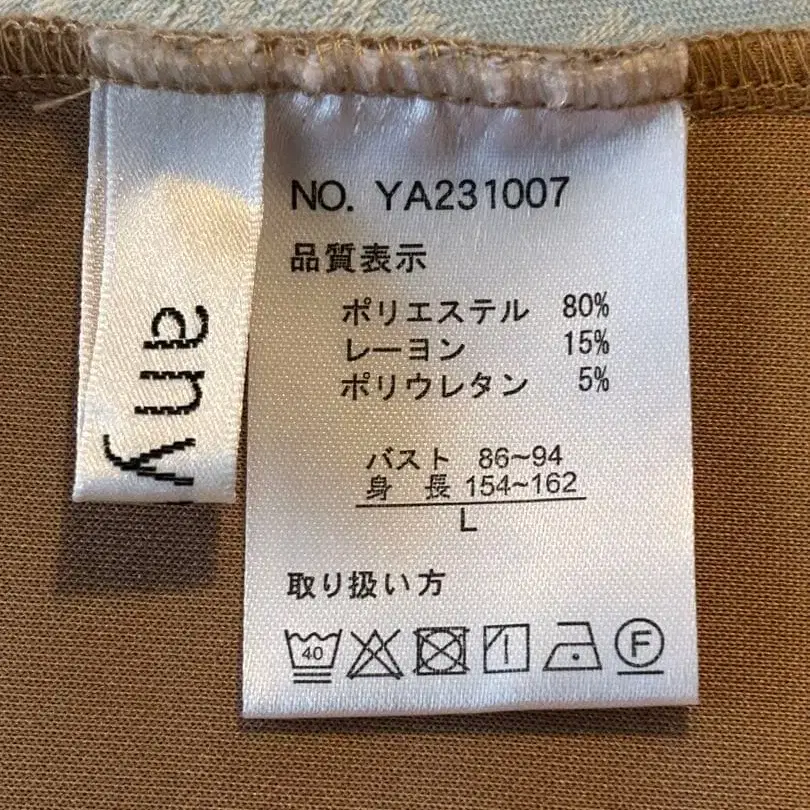 any
NO. YA231007
品質表示
ポリエステル 80%
レーヨン 15%
ポリウレタン 5%
バスト 86~94
身 長 154~162
L
取り扱い方
40
F